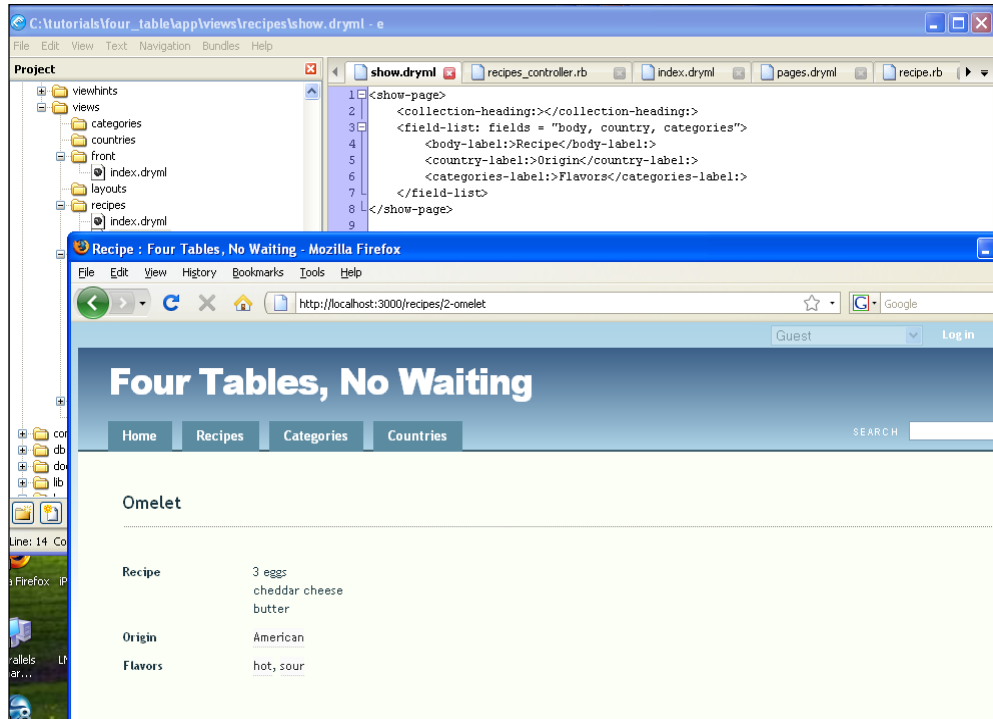 C:\tutorials\four_table\app\views\recipes\show.dryml - e
File Edit View Text Navigation Bundles Help
Project
viewhints
views
categories
countries
front
index.dryml
layouts
recipes
index.dryml
db
lib
Line: 14
show.dryml recipes_controller.rb index.dryml pages.dryml recipe.rb
1 <show-page>
2 <collection-heading:></collection-heading:>
3 <field-list: fields = "body, country, categories">
4 <body-label:>Recipe</body-label:>
5 <country-label:>Origin</country-label:>
6 <categories-label:>Flavors</categories-label:>
7 </field-list>
8 </show-page>
9
Recipe : Four Tables, No Waiting - Mozilla Firefox
File Edit View History Bookmarks Tools Help
http://localhost:3000/recipes/2-omelet
G Google
Guest Log in
Four Tables, No Waiting
Home Recipes Categories Countries
SEARCH
Omelet
Recipe 3 eggs
cheddar cheese
butter
Origin American
Flavors hot, sour
Firefox